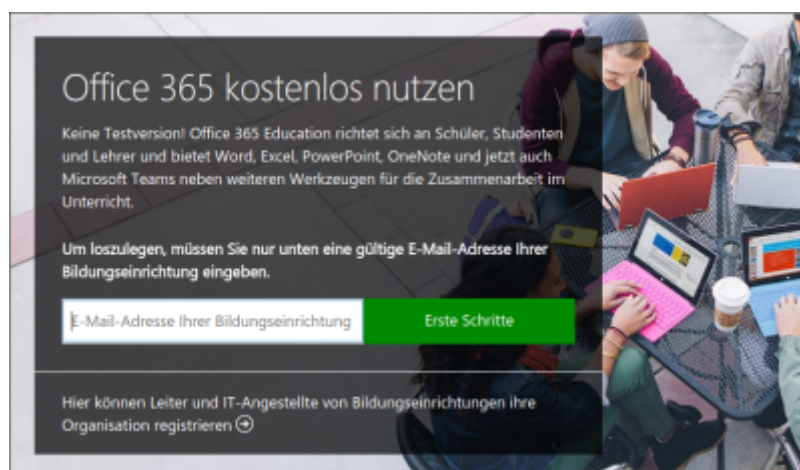 Office 365 kostenlos nutzen
Keine Testversion! Office 365 Education richtet sich an Schüler, Studenten
und Lehrer und bietet Word, Excel, PowerPoint, OneNote und jetzt auch
Microsoft Teams neben weiteren Werkzeugen für die Zusammenarbeit im
Unterricht.
Um loszulegen, müssen Sie nur unten eine gültige E-Mail-Adresse Ihrer
Bildungseinrichtung eingeben.
E-Mail-Adresse Ihrer Bildungseinrichtung
Erste Schritte
Hier können Leiter und IT-Angestellte von Bildungseinrichtungen ihre
Organisation registrieren